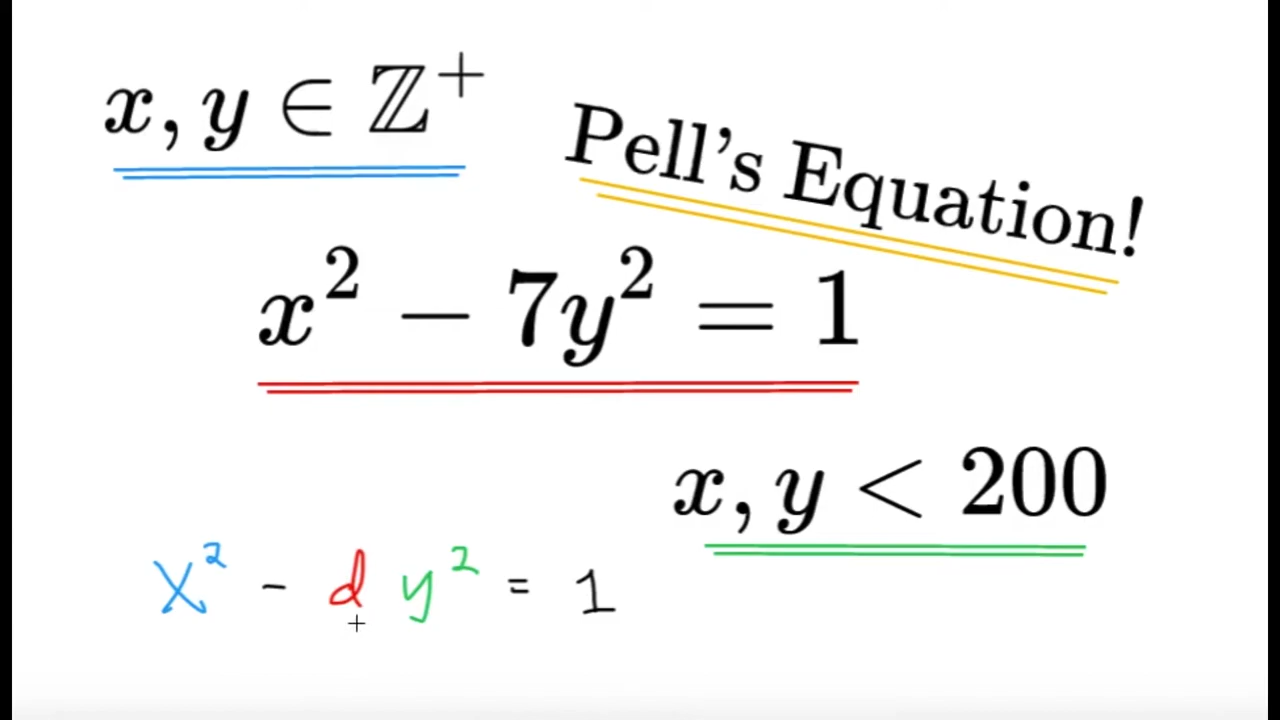 x, y ∈ ℤ⁺
Pell's Equation!
x² − 7y² = 1
x, y < 200
x² - d y² = 1